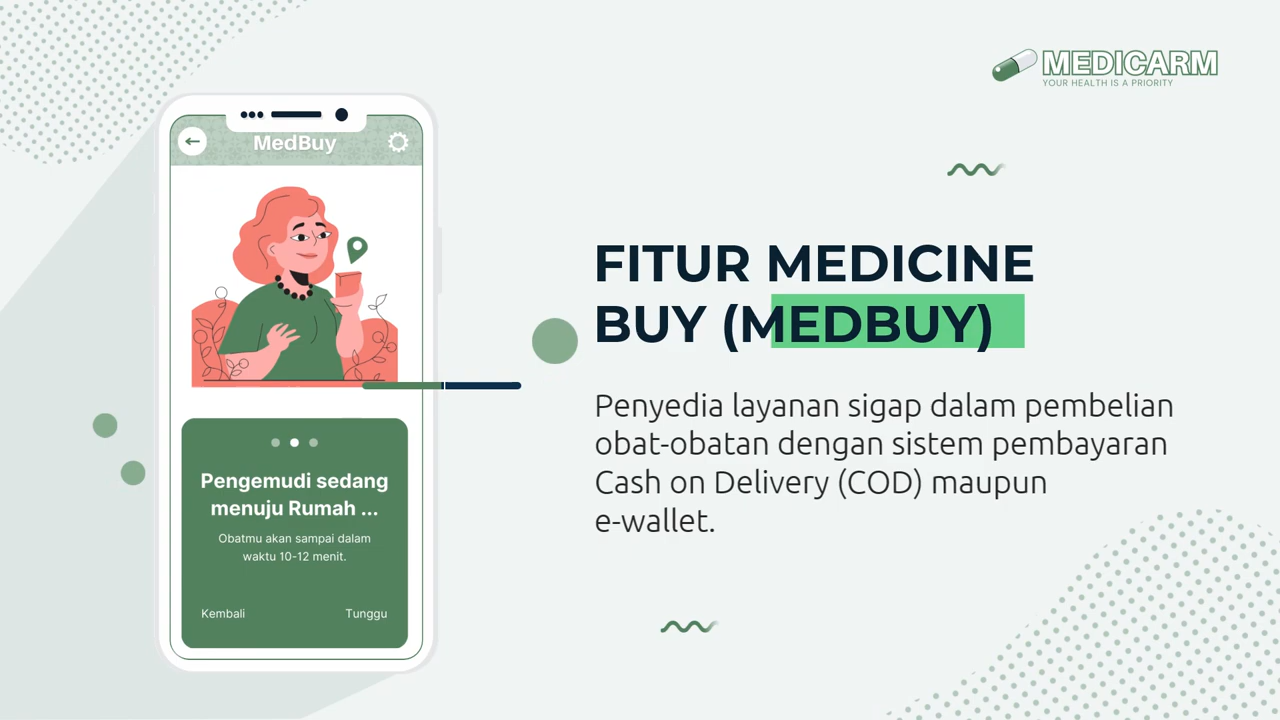 MEDICARM
YOUR HEALTH IS A PRIORITY
MedBuy
Pengemudi sedang
menuju Rumah ...
Obatmu akan sampai dalam
waktu 10-12 menit.
Kembali
Tunggu
FITUR MEDICINE
BUY (MEDBUY)
Penyedia layanan sigap dalam pembelian
obat-obatan dengan sistem pembayaran
Cash on Delivery (COD) maupun
e-wallet.